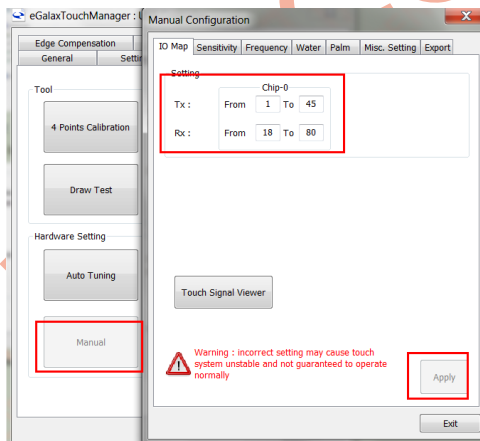 eGalaxTouchManager : U
Edge Compensation
General
Tool
4 Points Calibration
Draw Test
Hardware Setting
Auto Tuning
Manual
Manual Configuration
IO Map Sensitivity Frequency Water Palm Misc. Setting Export
Setting
Chip-0
Tx : From 1 To 45
Rx : From 18 To 80
Touch Signal Viewer
Warning : incorrect setting may cause touch
system unstable and not guaranteed to operate
normally
Apply
Exit